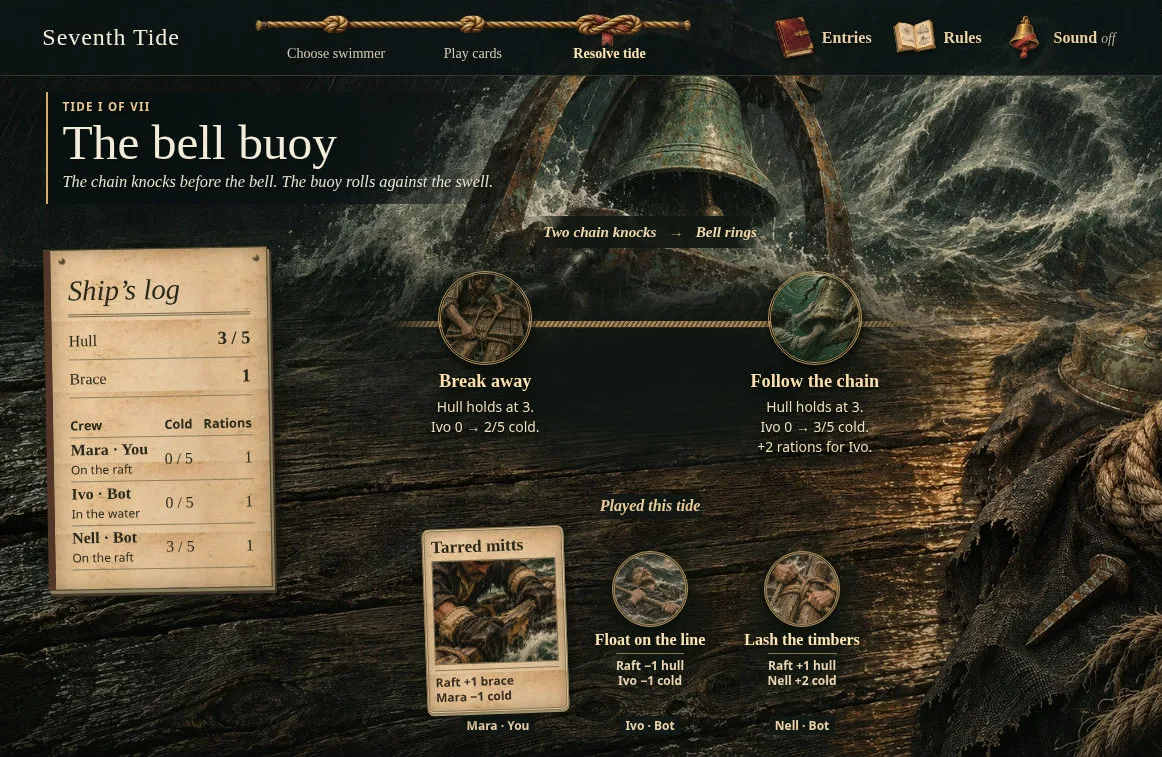 Seventh Tide
Choose swimmer
Play cards
Resolve tide
Entries
Rules
Sound off
TIDE I OF VII
The bell buoy
The chain knocks before the bell. The buoy rolls against the swell.
Two chain knocks → Bell rings
Ship’s log
Hull 3 / 5
Brace 1
Crew Cold Rations
Mara · You 0 / 5 1
On the raft
Ivo · Bot 0 / 5 1
In the water
Nell · Bot 3 / 5 1
On the raft
Break away
Hull holds at 3.
Ivo 0 → 2/5 cold.
Follow the chain
Hull holds at 3.
Ivo 0 → 3/5 cold.
+2 rations for Ivo.
Played this tide
Tarred mitts
Raft +1 brace
Mara −1 cold
Mara · You
Float on the line
Raft −1 hull
Ivo −1 cold
Ivo · Bot
Lash the timbers
Raft +1 hull
Nell +2 cold
Nell · Bot